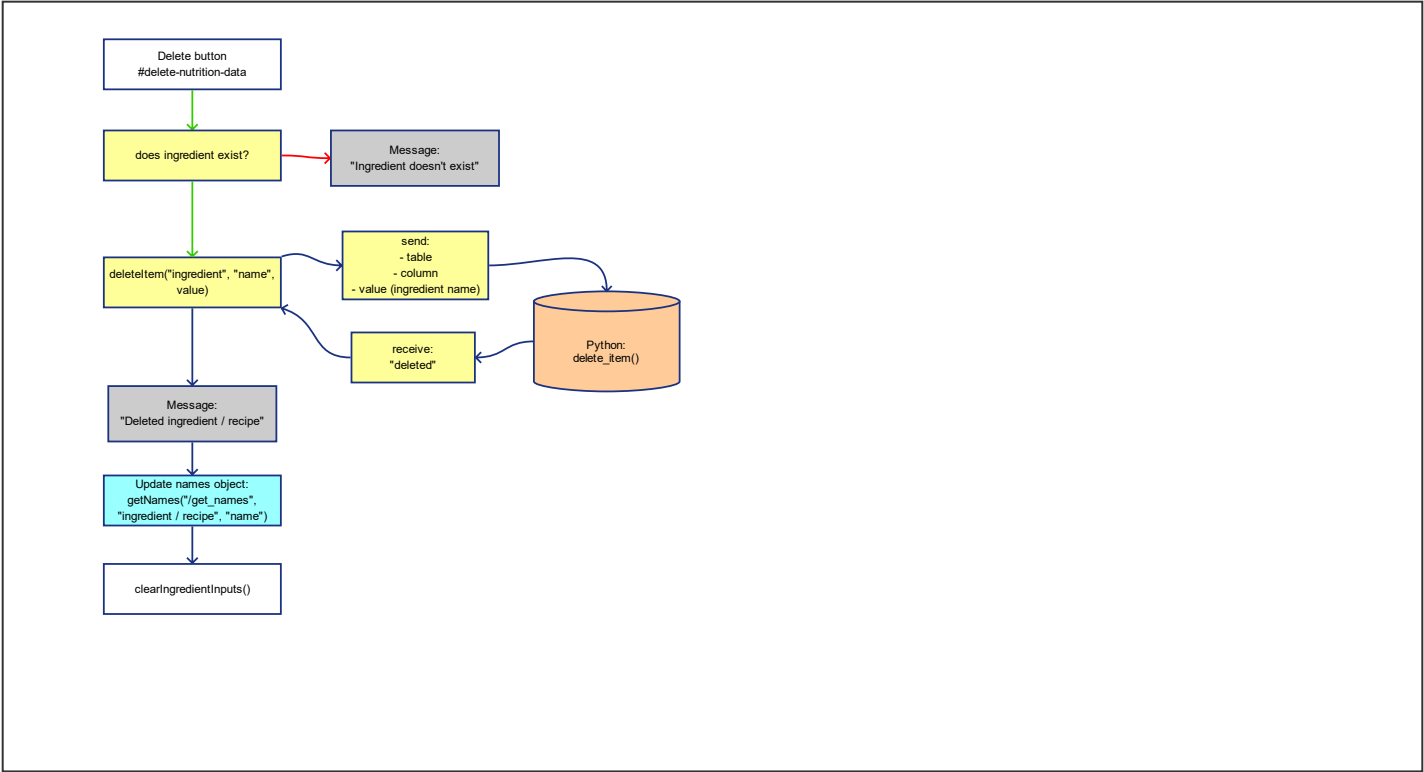 Delete button
#delete-nutrition-data
does ingredient exist?
Message:
"Ingredient doesn't exist"
send:
- table
- column
- value (ingredient name)
deleteItem("ingredient", "name",
value)
Python:
delete_item()
receive:
"deleted"
Message:
"Deleted ingredient / recipe"
Update names object:
getNames("/get_names",
"ingredient / recipe", "name")
clearIngredientInputs()